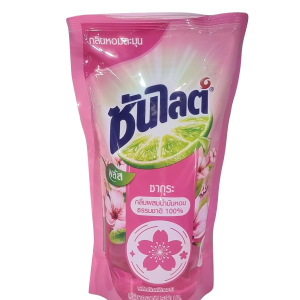 กลิ่นหอมละมุน
ซันไลต์
พลัส
ซากุระ
กลิ่นผสมน้ำมันหอม
ธรรมชาติ 100%